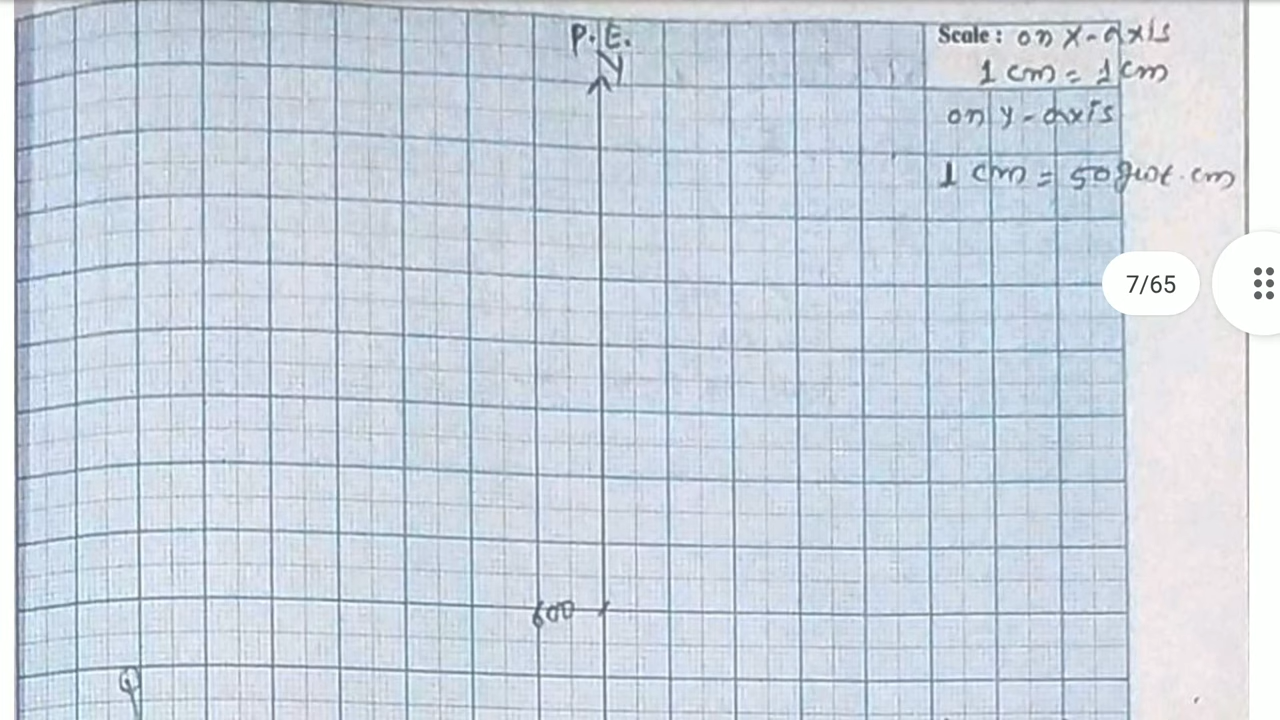 P.E.
Y
Scale : on X-axis
1 cm = 1 cm
on y-axis
1 cm = 50 gwt.cm
7/65
600